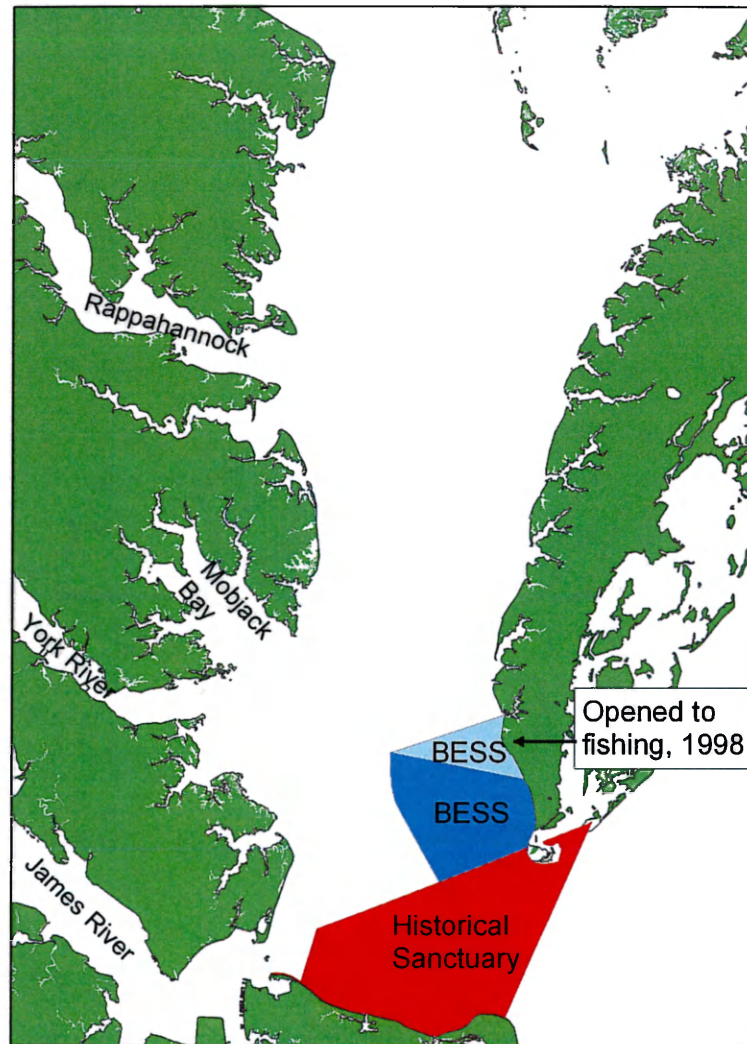 Rappahannock
Mobjack
Bay
York River
Opened to
fishing, 1998
BESS
BESS
James River
Historical
Sanctuary